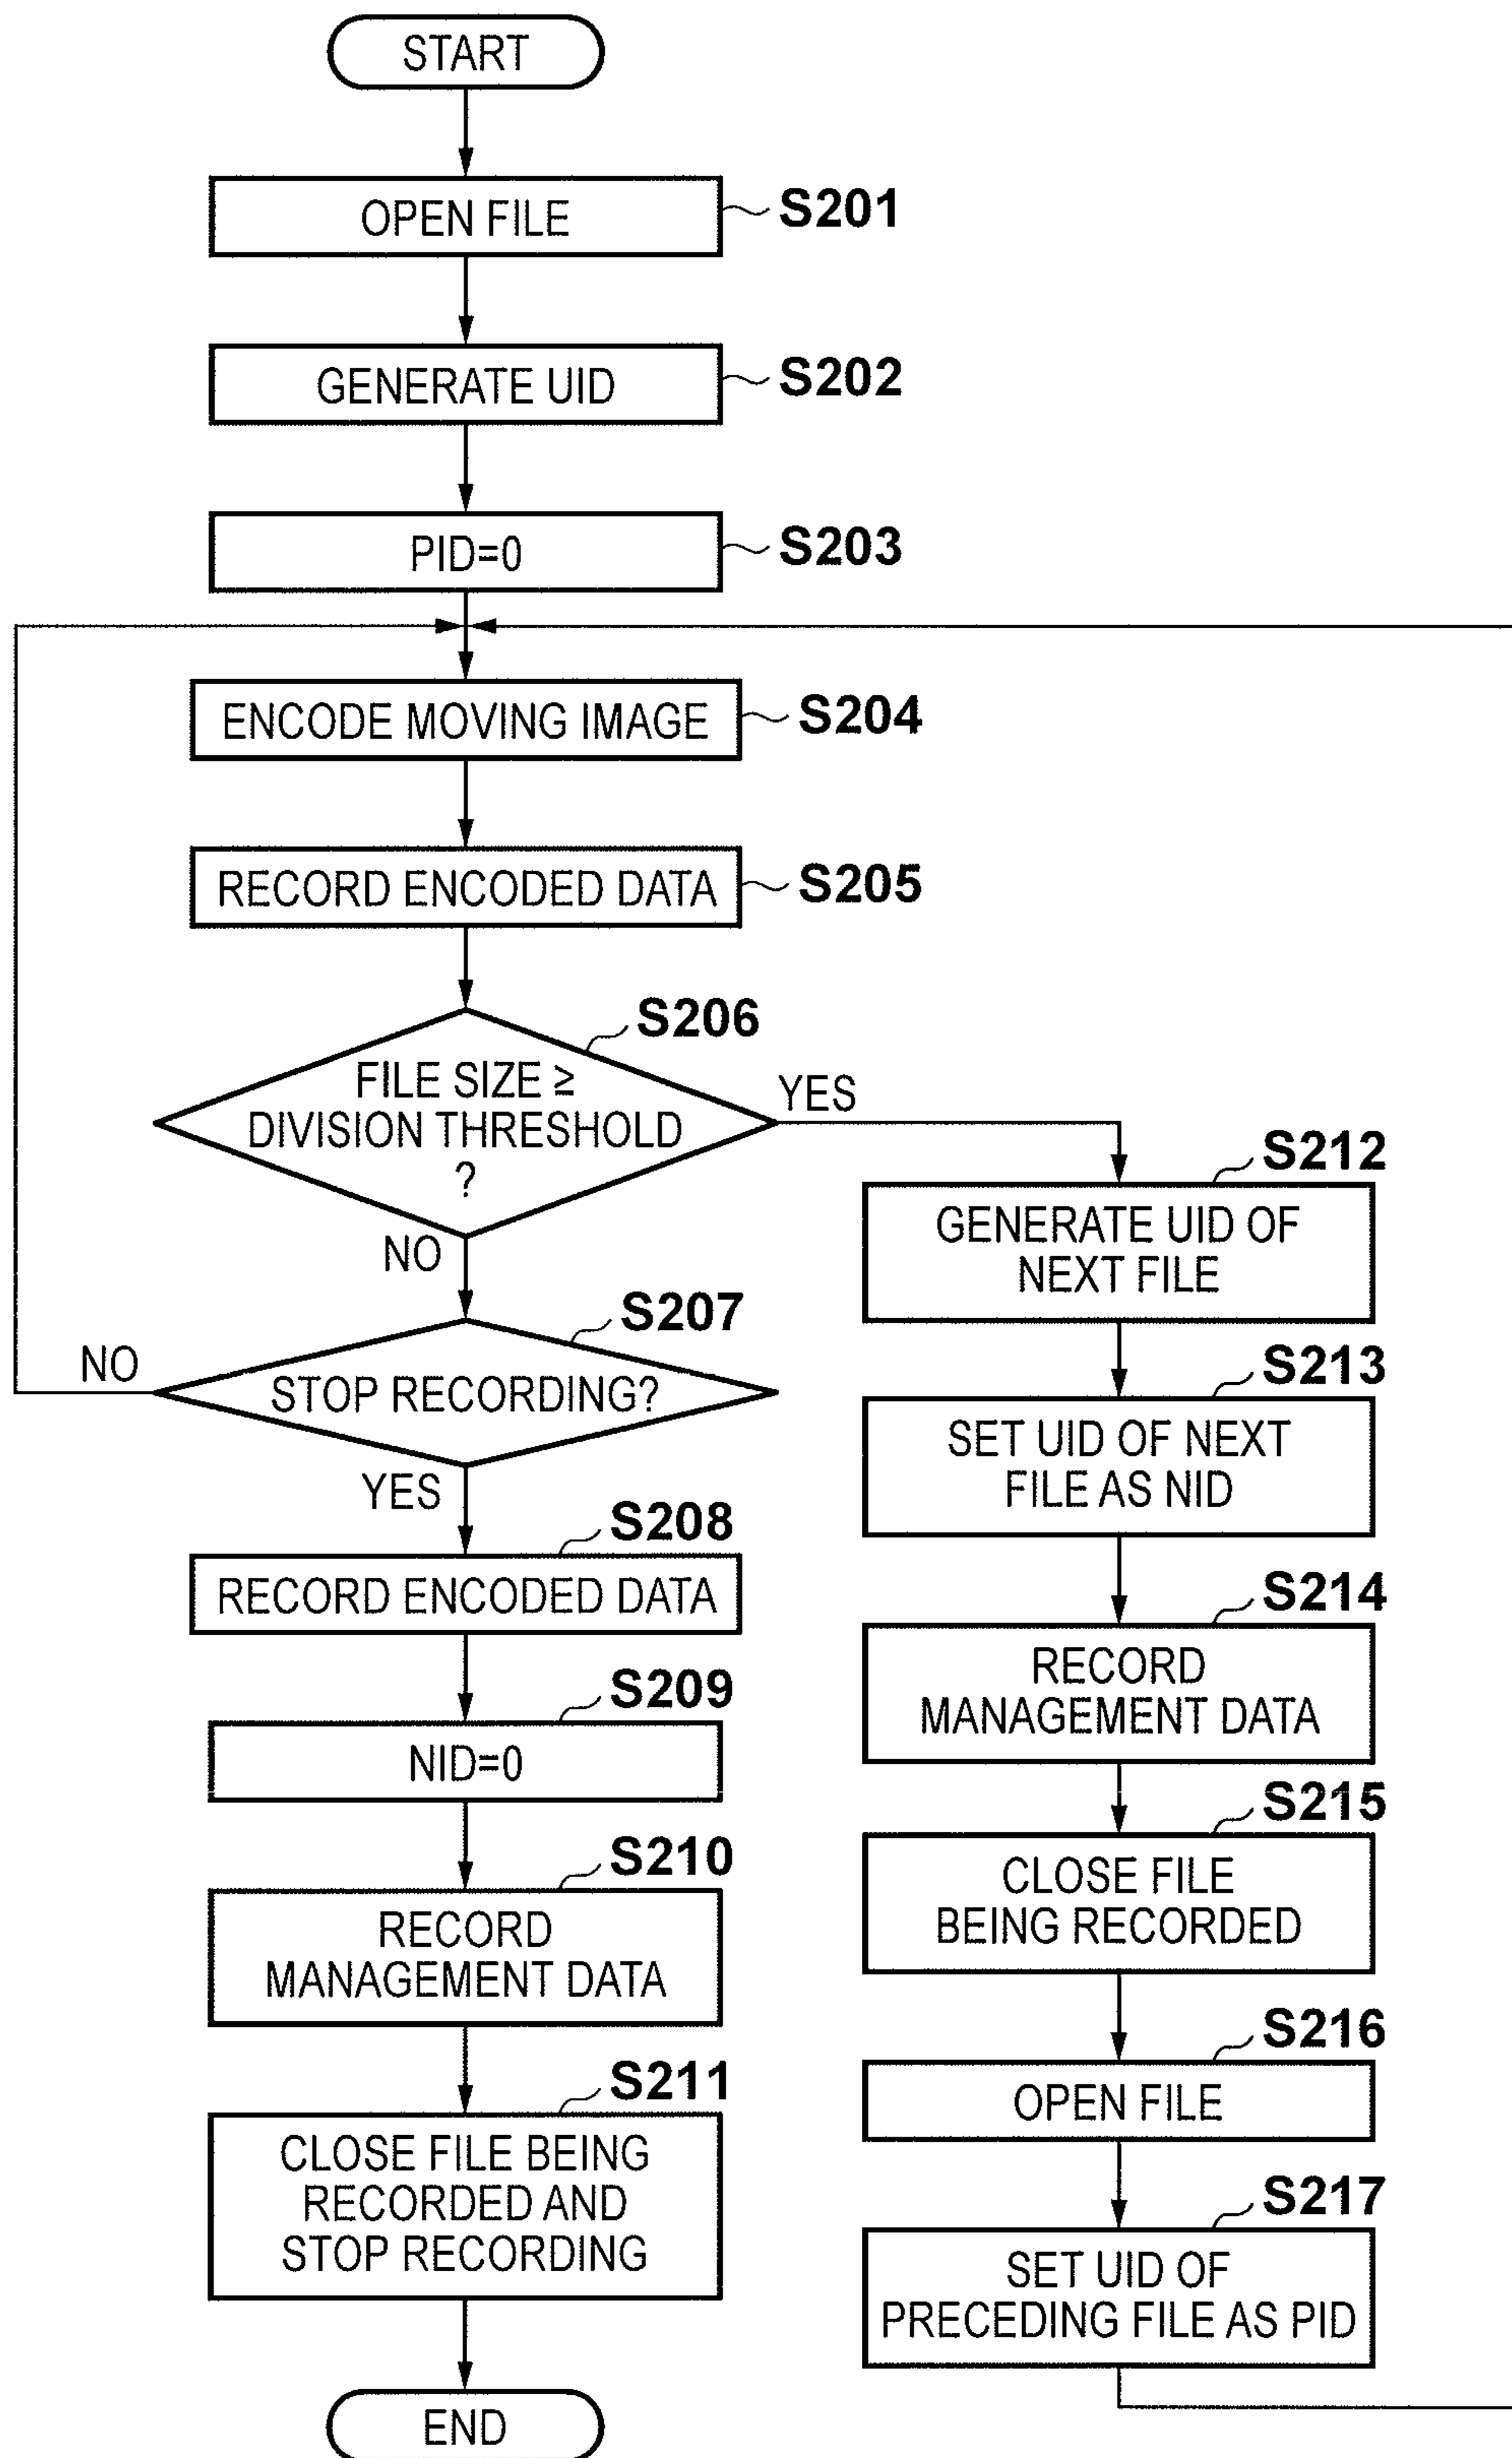 START
OPEN FILE
S201
GENERATE UID
S202
PID=0
S203
ENCODE MOVING IMAGE
S204
RECORD ENCODED DATA
S205
S206
FILE SIZE ≥
DIVISION THRESHOLD
?
YES
NO
S207
STOP RECORDING?
NO
YES
S208
RECORD ENCODED DATA
S209
NID=0
S210
RECORD
MANAGEMENT DATA
S211
CLOSE FILE BEING
RECORDED AND
STOP RECORDING
END
S212
GENERATE UID OF
NEXT FILE
S213
SET UID OF NEXT
FILE AS NID
S214
RECORD
MANAGEMENT DATA
S215
CLOSE FILE
BEING RECORDED
S216
OPEN FILE
S217
SET UID OF
PRECEDING FILE AS PID